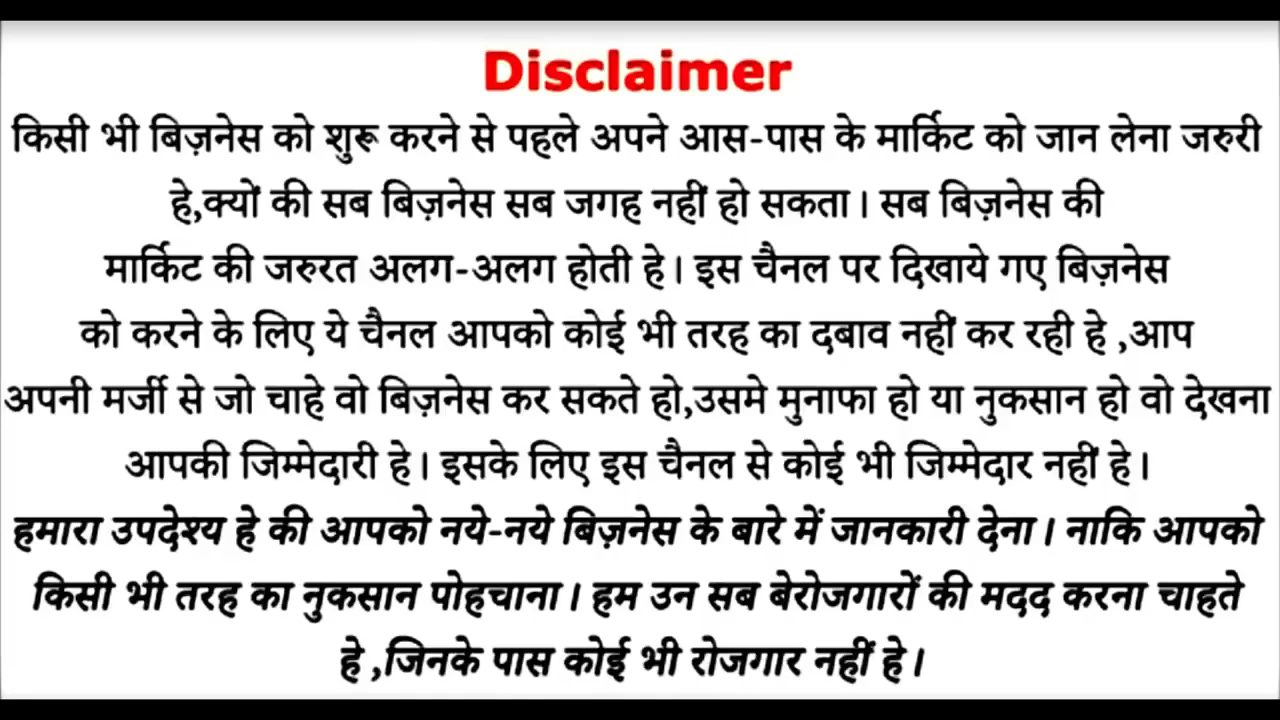 Disclaimer
किसी भी बिज़नेस को शुरू करने से पहले अपने आस-पास के मार्किट को जान लेना जरुरी
हे,क्यों की सब बिज़नेस सब जगह नहीं हो सकता। सब बिज़नेस की
मार्किट की जरुरत अलग-अलग होती हे। इस चैनल पर दिखाये गए बिज़नेस
को करने के लिए ये चैनल आपको कोई भी तरह का दबाव नहीं कर रही हे ,आप
अपनी मर्जी से जो चाहे वो बिज़नेस कर सकते हो,उसमे मुनाफा हो या नुकसान हो वो देखना
आपकी जिम्मेदारी हे। इसके लिए इस चैनल से कोई भी जिम्मेदार नहीं हे।
हमारा उपदेश्य हे की आपको नये-नये बिज़नेस के बारे में जानकारी देना। नाकि आपको
किसी भी तरह का नुकसान पोहचाना। हम उन सब बेरोजगारों की मदद करना चाहते
हे ,जिनके पास कोई भी रोजगार नहीं हे।